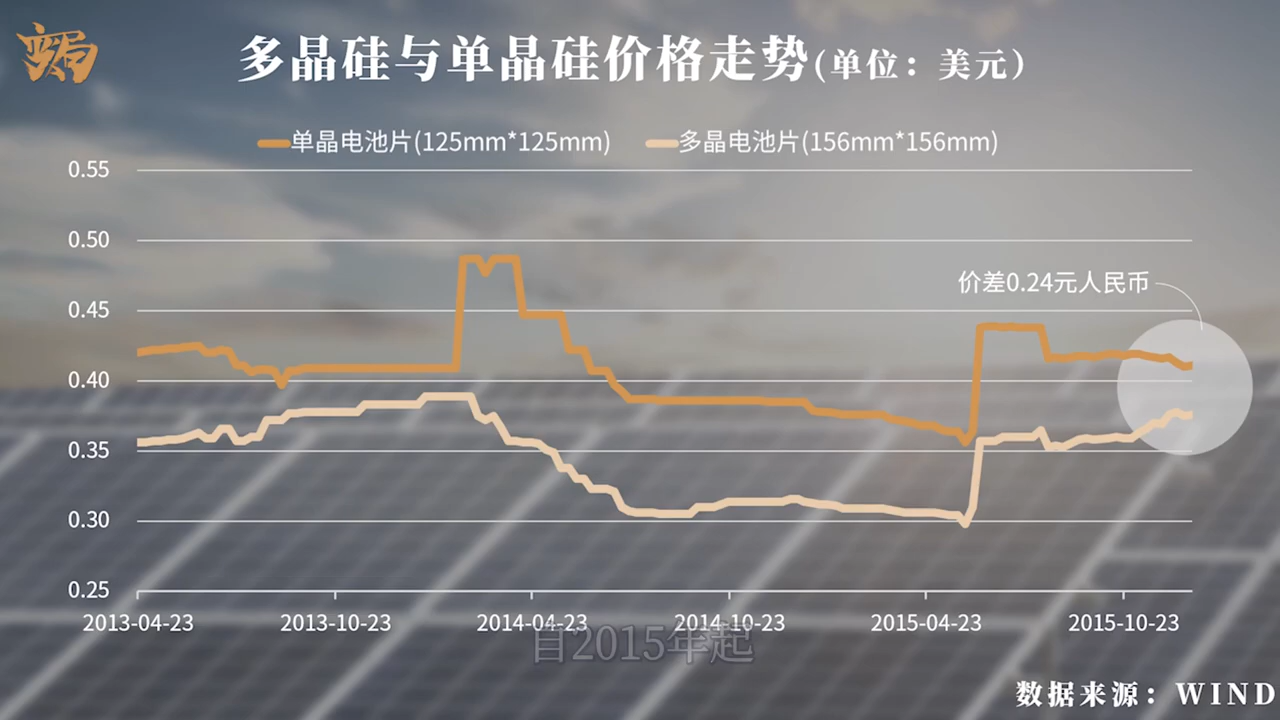 变局
多晶硅与单晶硅价格走势(单位：美元)
单晶电池片(125mm*125mm) 多晶电池片(156mm*156mm)
0.55
0.50
价差0.24元人民币
0.45
0.40
0.35
0.30
0.25
2013-04-23 2013-10-23 2014-04-23 2014-10-23 2015-04-23 2015-10-23
自2015年起
数据来源：WIND